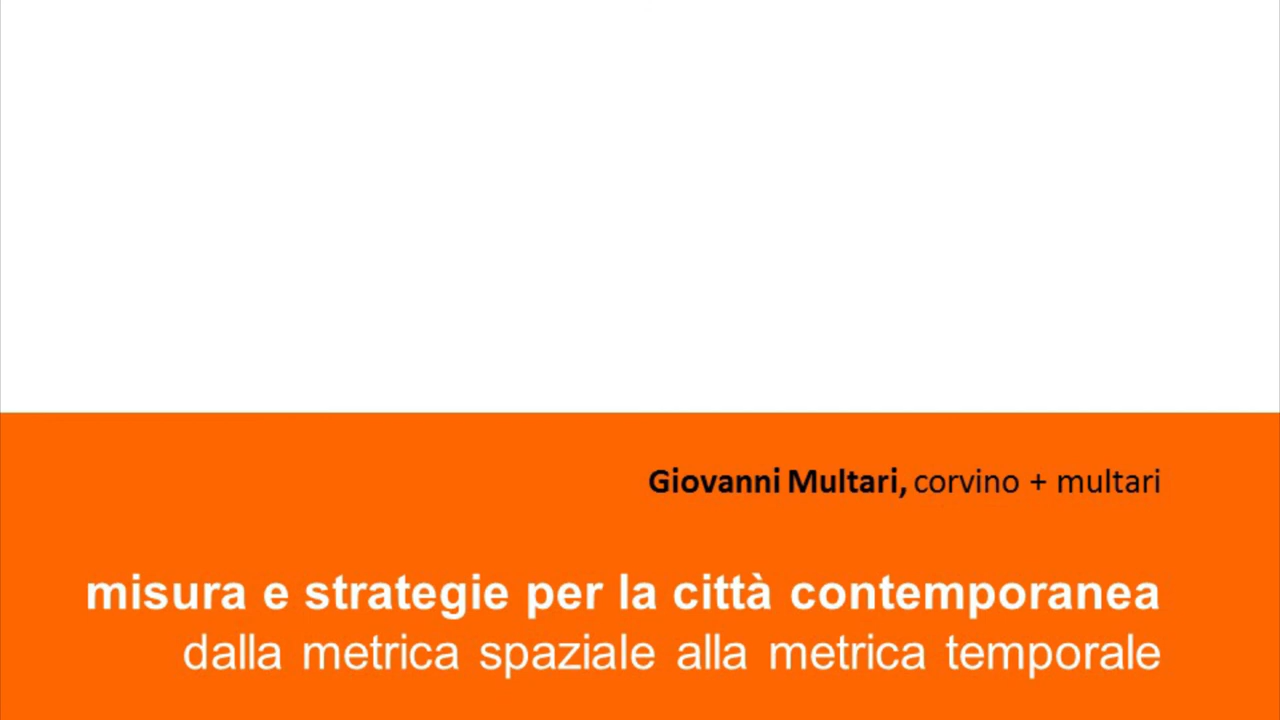 Giovanni Multari, corvino + multari
misura e strategie per la città contemporanea
dalla metrica spaziale alla metrica temporale